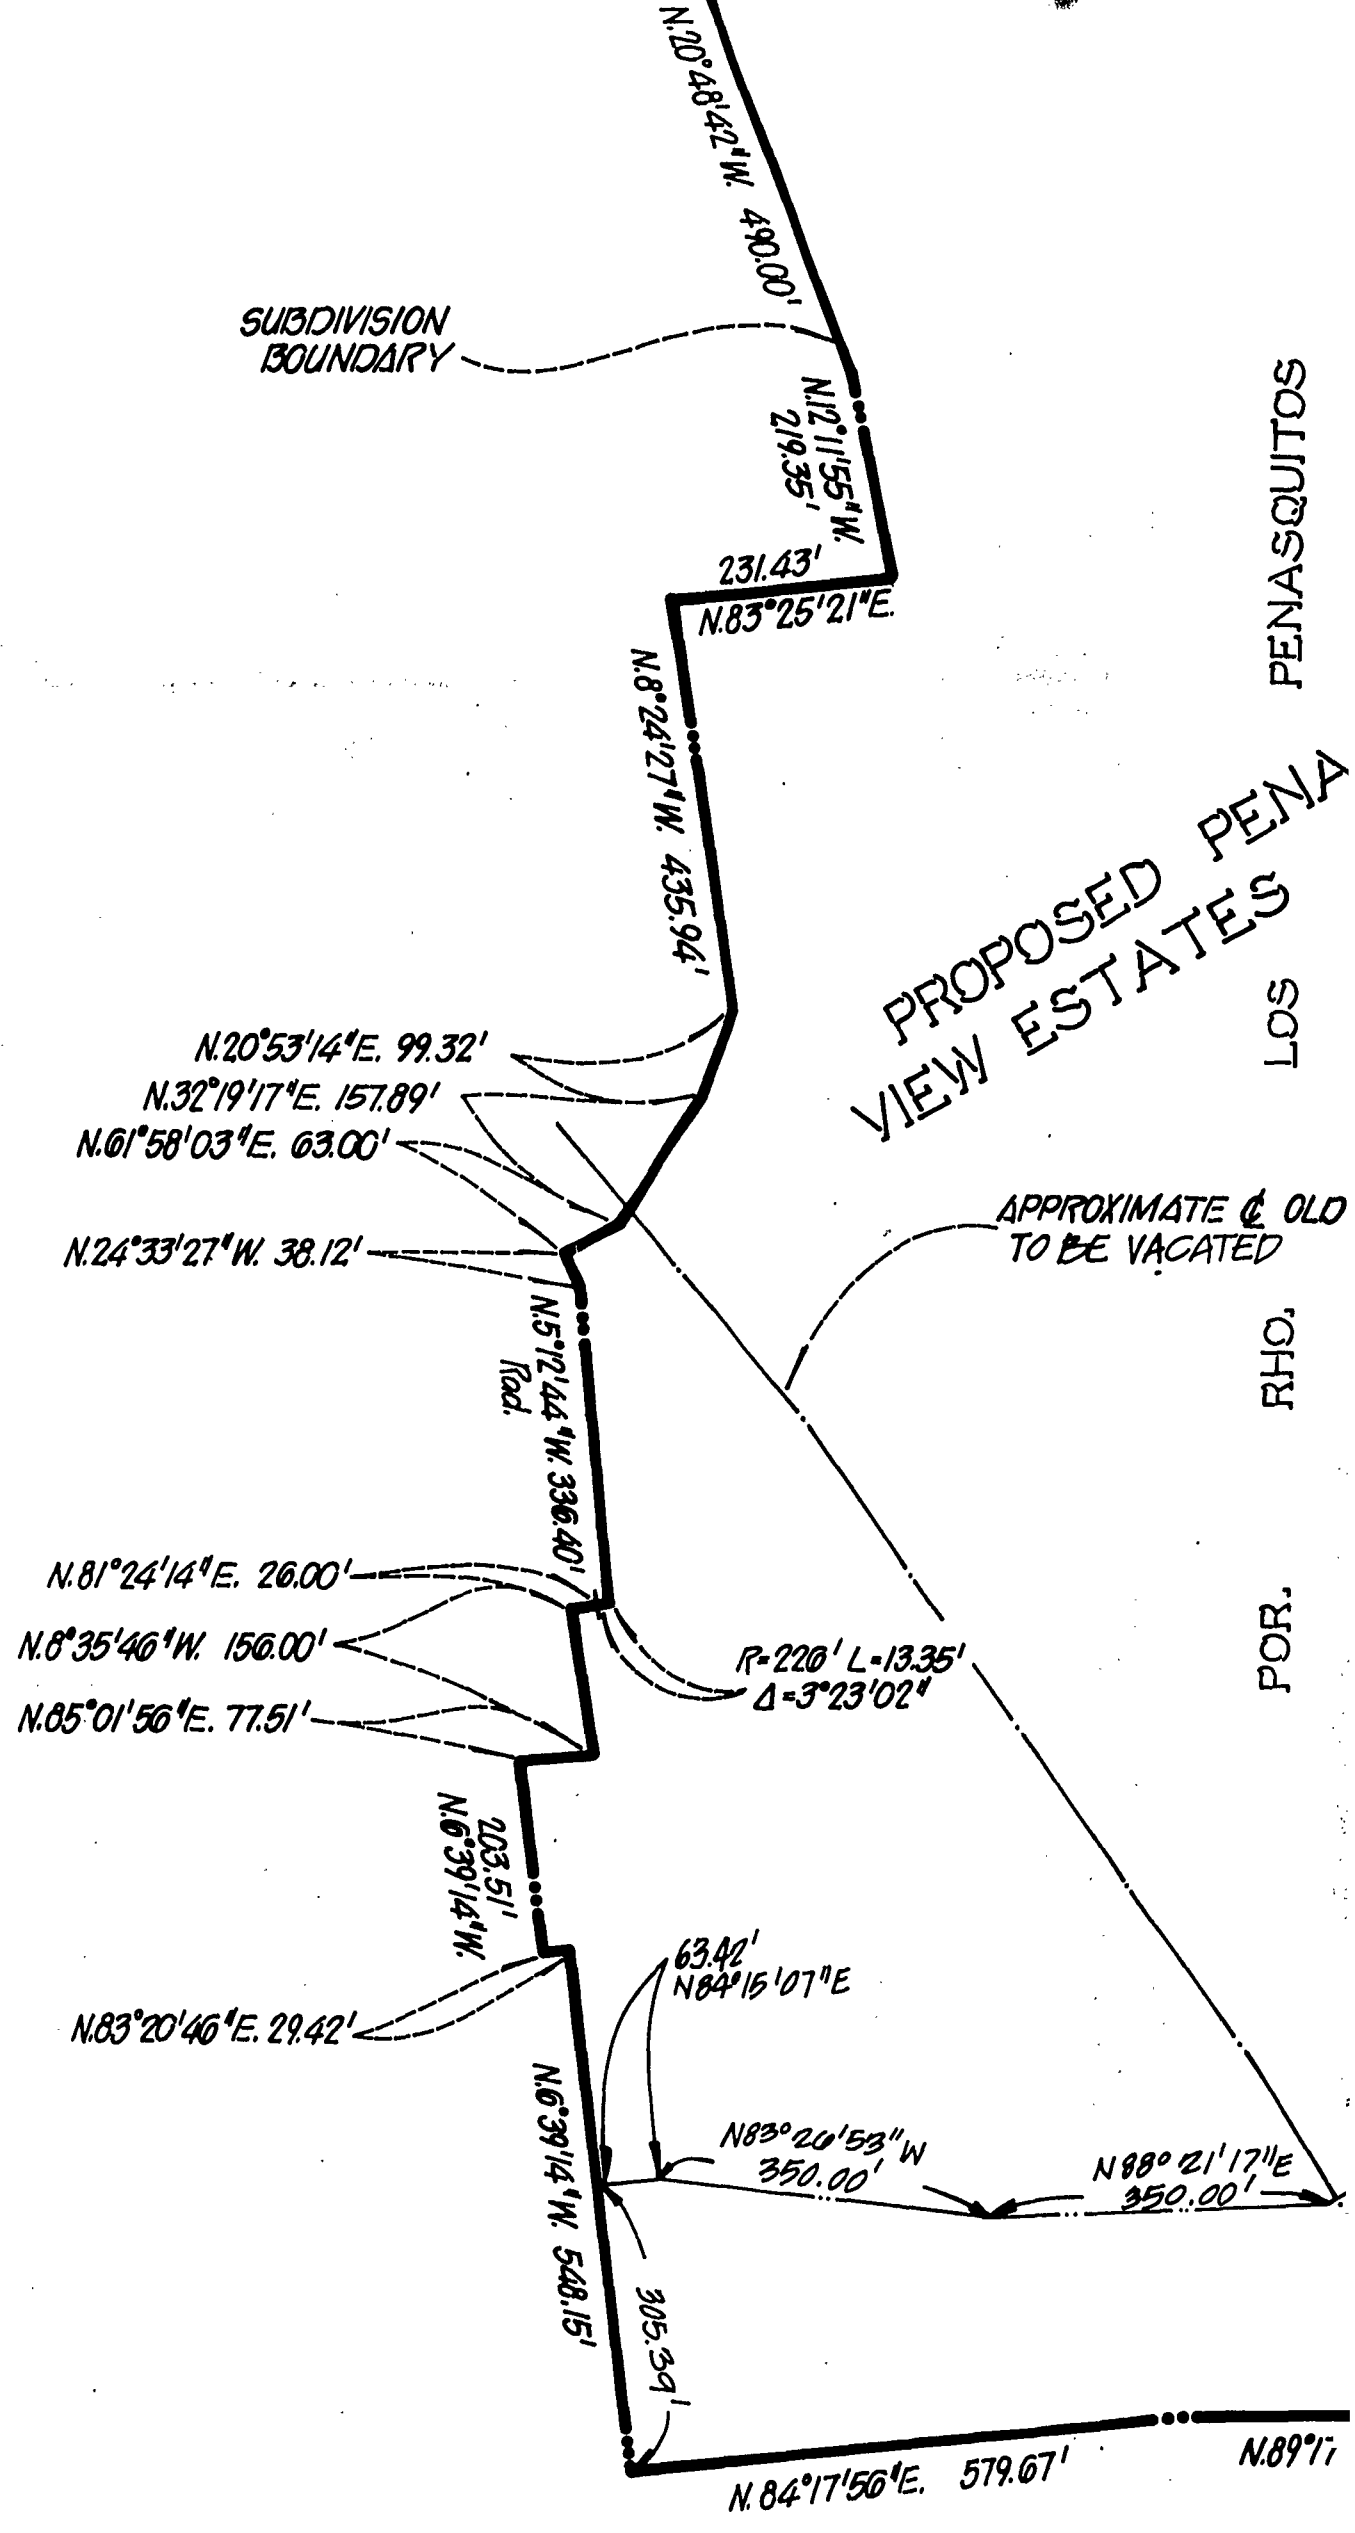 N.20°48'42"W. 490.00'
SUBDIVISION
BOUNDARY
N.12°11'55"W.
219.35'
231.43'
N.83°25'21"E.
PENASQUITOS
N.8°24'27"W. 435.94'
PROPOSED PENA
VIEW ESTATES
LOS
N.20°53'14"E. 99.32'
N.32°19'17"E. 157.89'
N.61°58'03"E. 63.00'
N.24°33'27"W. 38.12'
APPROXIMATE ℄ OLD
TO BE VACATED
RHO.
N.5°12'44"W. 336.40'
Rad.
N.81°24'14"E. 26.00'
N.8°35'46"W. 156.00'
N.85°01'56"E. 77.51'
R=226' L=13.35'
Δ=3°23'02"
POR.
203.51'
N.6°39'14"W.
63.42'
N84°15'07"E
N.83°20'46"E. 29.42'
N.6°39'14"W. 548.15'
N83°26'53"W
350.00'
N88°21'17"E
350.00'
305.39'
N.84°17'56"E. 579.67'
N.89°17